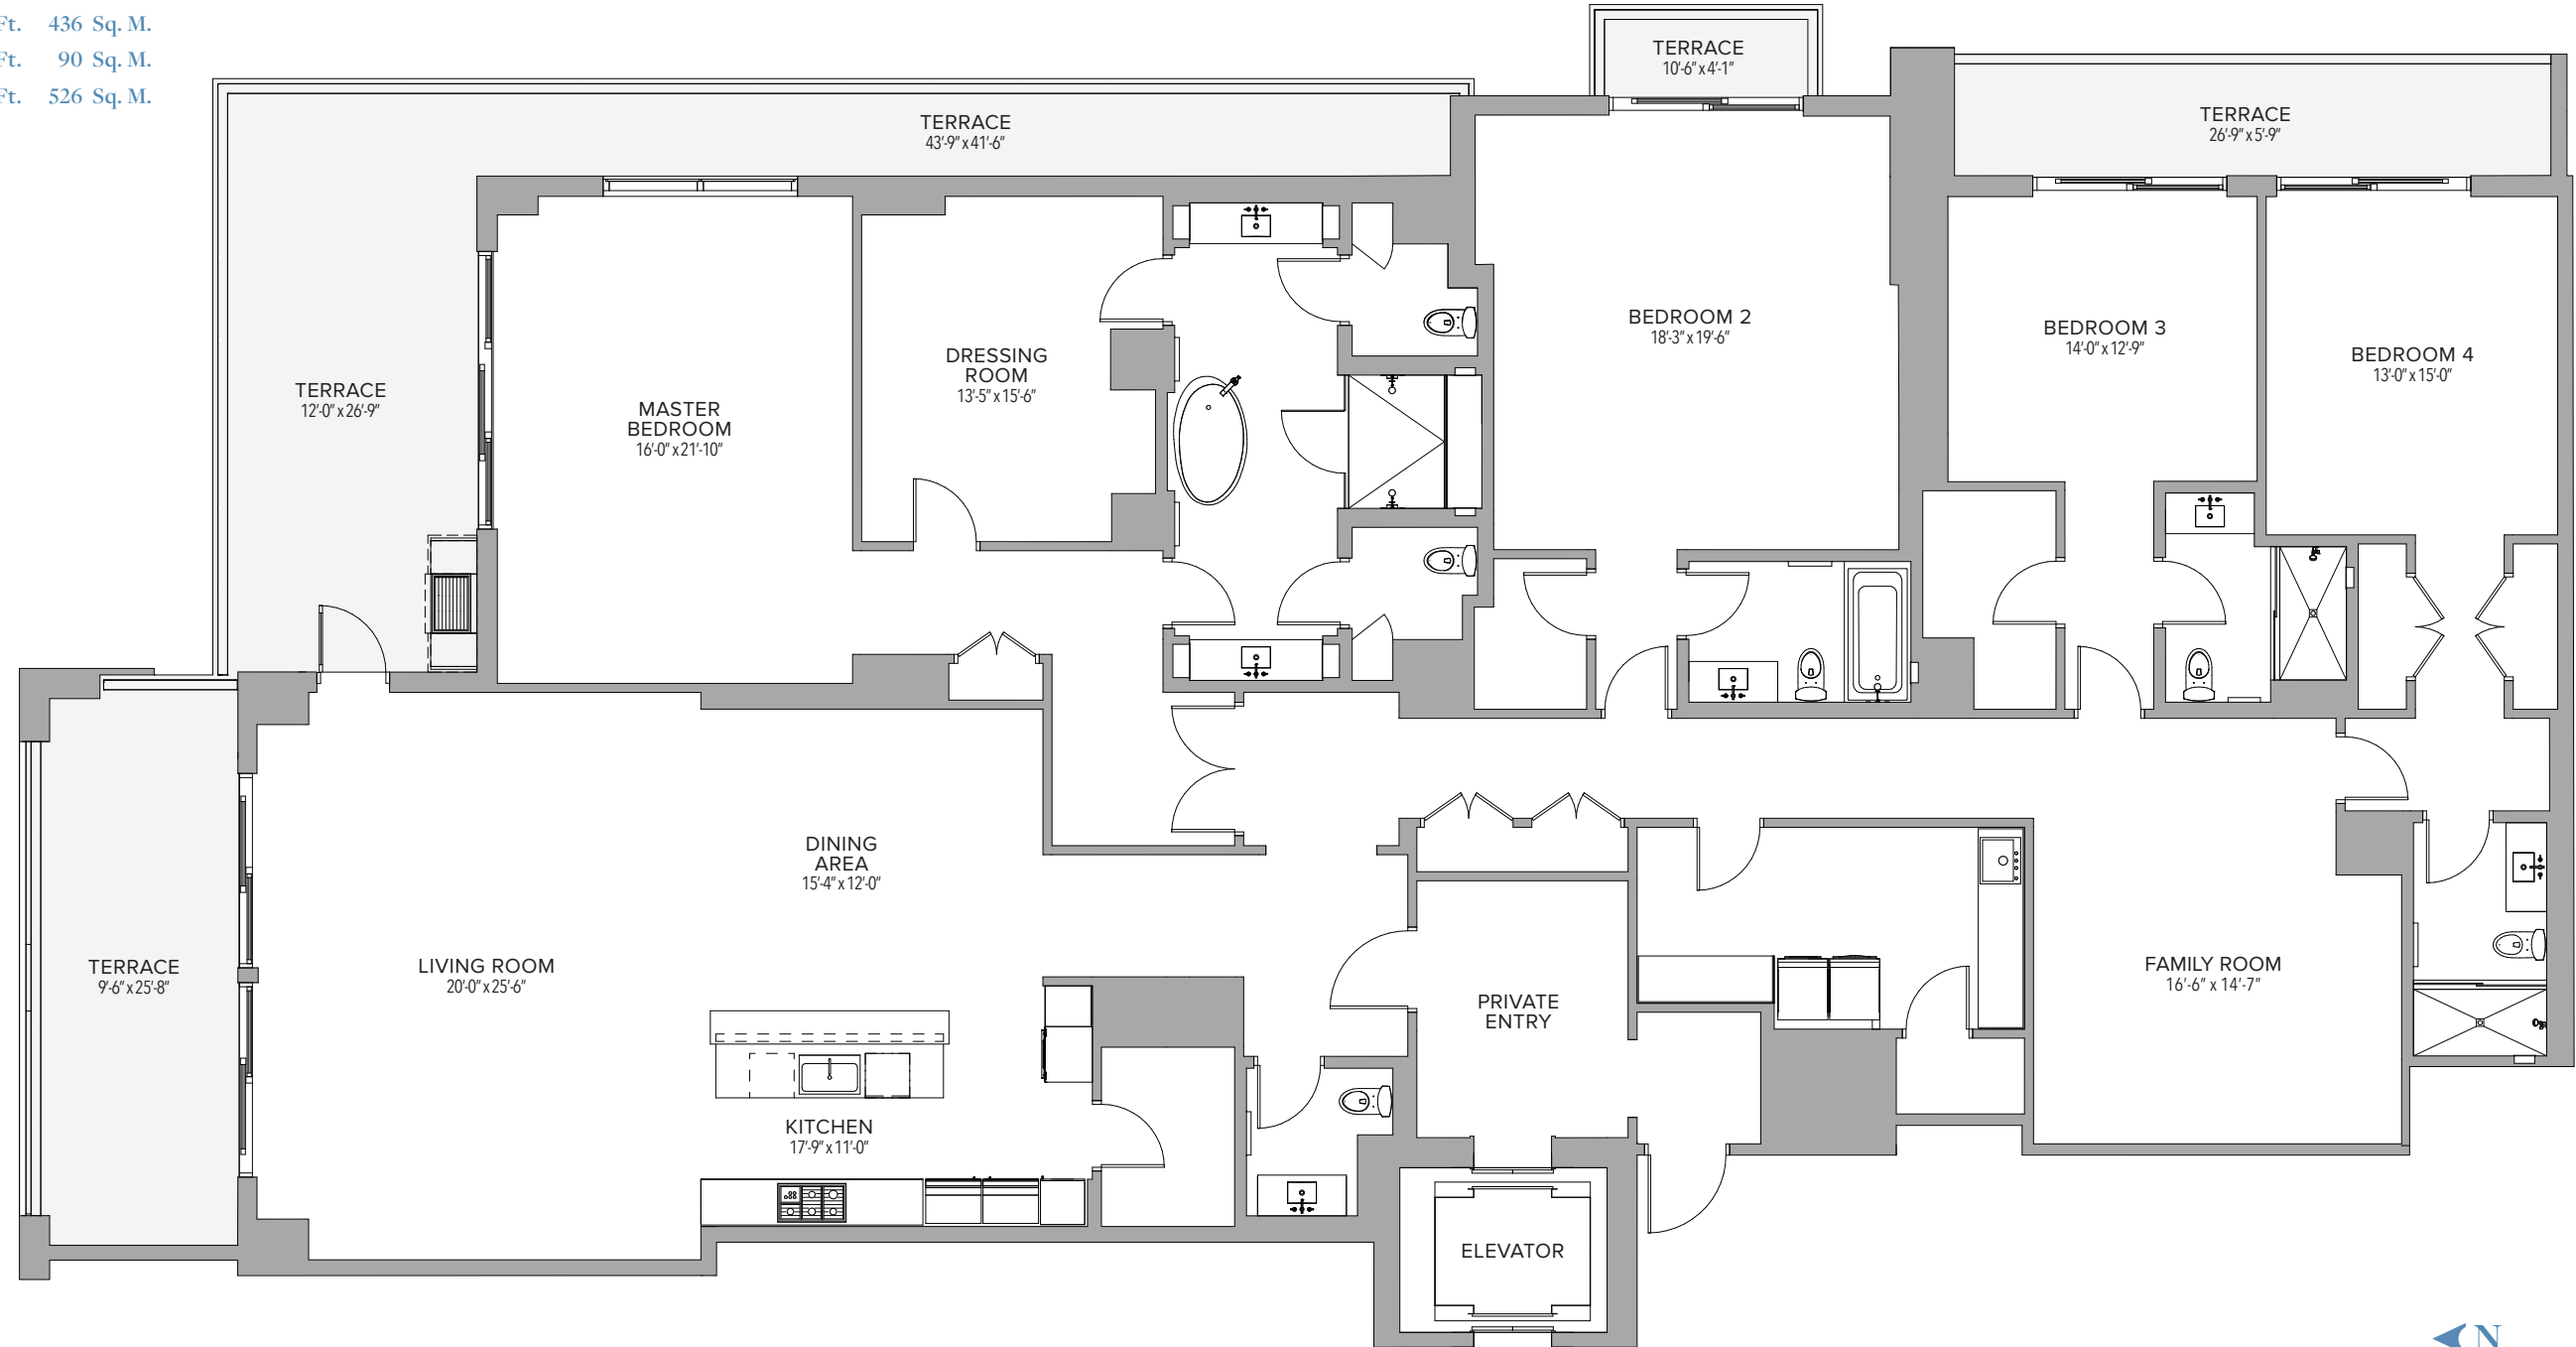 Ft. 436 Sq. M.
Ft. 90 Sq. M.
Ft. 526 Sq. M.
TERRACE
10'-6" x 4'-1"
TERRACE
43'-9" x 41'-6"
TERRACE
26'-9" x 5'-9"
BEDROOM 2
18'-3" x 19'-6"
BEDROOM 3
14'-0" x 12'-9"
BEDROOM 4
13'-0" x 15'-0"
DRESSING
ROOM
13'-5" x 15'-6"
TERRACE
12'-0" x 26'-9"
MASTER
BEDROOM
16'-0" x 21'-10"
DINING
AREA
15'-4" x 12'-0"
TERRACE
9'-6" x 25'-8"
LIVING ROOM
20'-0" x 25'-6"
PRIVATE
ENTRY
FAMILY ROOM
16'-6" x 14'-7"
KITCHEN
17'-9" x 11'-0"
ELEVATOR
N